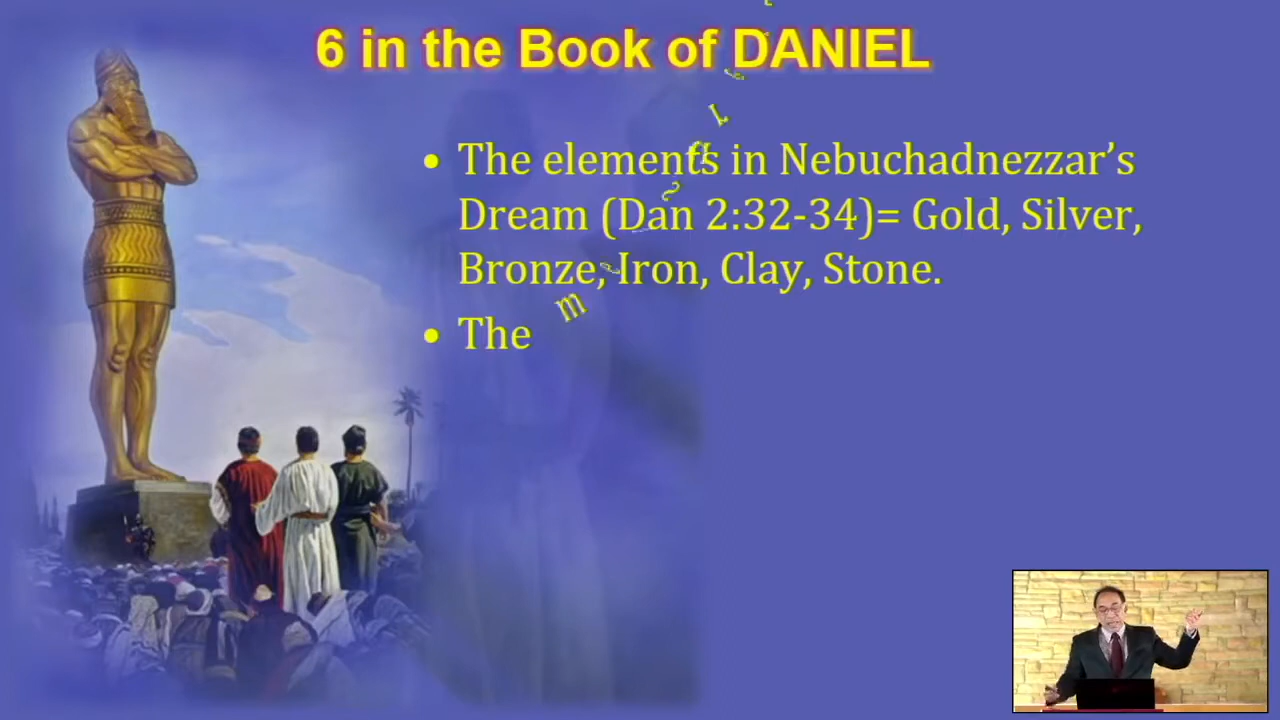 6 in the Book of DANIEL
• The elements in Nebuchadnezzar’s
Dream (Dan 2:32-34)= Gold, Silver,
Bronze, Iron, Clay, Stone.
• The m